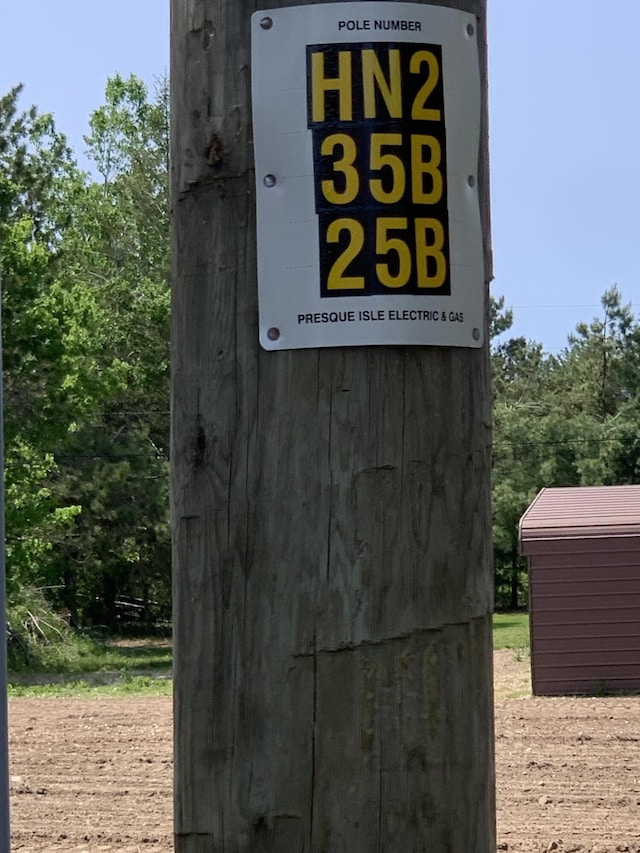 POLE NUMBER
HN2
35B
25B
PRESQUE ISLE ELECTRIC & GAS